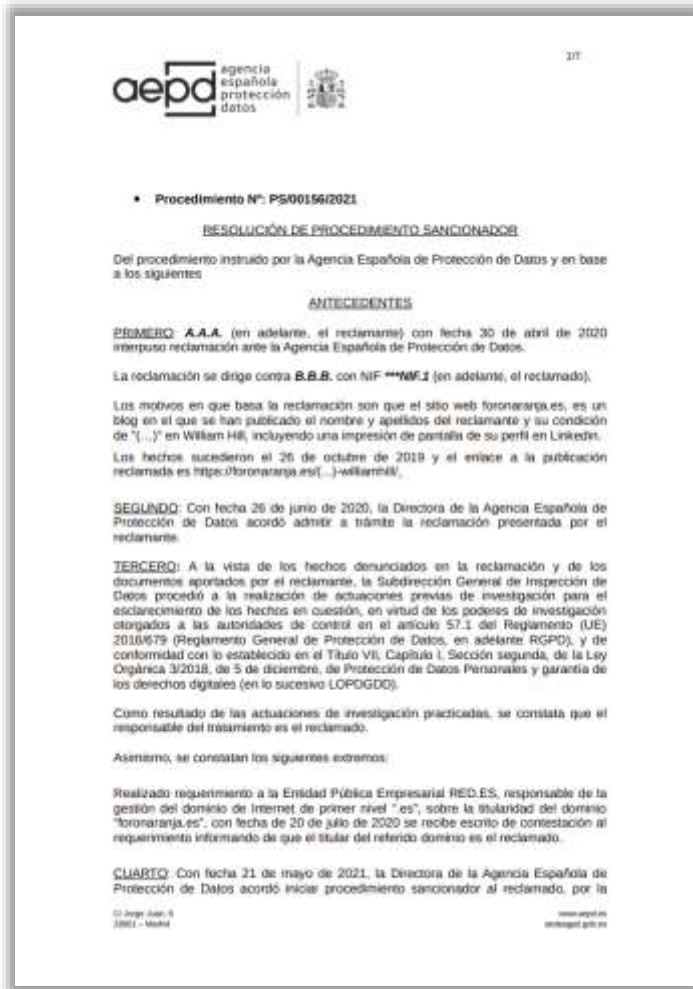 1/7
aepd
agencia
española
protección
datos
• Procedimiento Nº: PS/00156/2021
RESOLUCIÓN DE PROCEDIMIENTO SANCIONADOR
Del procedimiento instruido por la Agencia Española de Protección de Datos y en base
a los siguientes
ANTECEDENTES
PRIMERO: A.A.A. (en adelante, el reclamante) con fecha 30 de abril de 2020
interpuso reclamación ante la Agencia Española de Protección de Datos.
La reclamación se dirige contra B.B.B. con NIF ***NIF.1 (en adelante, el reclamado).
Los motivos en que basa la reclamación son que el sitio web foronaranja.es, es un
blog en el que se han publicado el nombre y apellidos del reclamante y su condición
de "(…)" en William Hill, incluyendo una impresión de pantalla de su perfil en Linkedin.
Los hechos sucedieron el 26 de octubre de 2019 y el enlace a la publicación
reclamada es https://foronaranja.es/(…)-williamhill/,
SEGUNDO: Con fecha 26 de junio de 2020, la Directora de la Agencia Española de
Protección de Datos acordó admitir a trámite la reclamación presentada por el
reclamante.
TERCERO: A la vista de los hechos denunciados en la reclamación y de los
documentos aportados por el reclamante, la Subdirección General de Inspección de
Datos procedió a la realización de actuaciones previas de investigación para el
esclarecimiento de los hechos en cuestión, en virtud de los poderes de investigación
otorgados a las autoridades de control en el artículo 57.1 del Reglamento (UE)
2016/679 (Reglamento General de Protección de Datos, en adelante RGPD), y de
conformidad con lo establecido en el Título VII, Capítulo I, Sección segunda, de la Ley
Orgánica 3/2018, de 5 de diciembre, de Protección de Datos Personales y garantía de
los derechos digitales (en lo sucesivo LOPDGDD).
Como resultado de las actuaciones de investigación practicadas, se constata que el
responsable del tratamiento es el reclamado.
Asimismo, se constatan los siguientes extremos:
Realizado requerimiento a la Entidad Pública Empresarial RED.ES, responsable de la
gestión del dominio de Internet de primer nivel ".es", sobre la titularidad del dominio
"foronaranja.es", con fecha de 20 de julio de 2020 se recibe escrito de contestación al
requerimiento informando de que el titular del referido dominio es el reclamado.
CUARTO: Con fecha 21 de mayo de 2021, la Directora de la Agencia Española de
Protección de Datos acordó iniciar procedimiento sancionador al reclamado, por la
C/ Jorge Juan, 6
www.aepd.es
28001 – Madrid
sedeagpd.gob.es